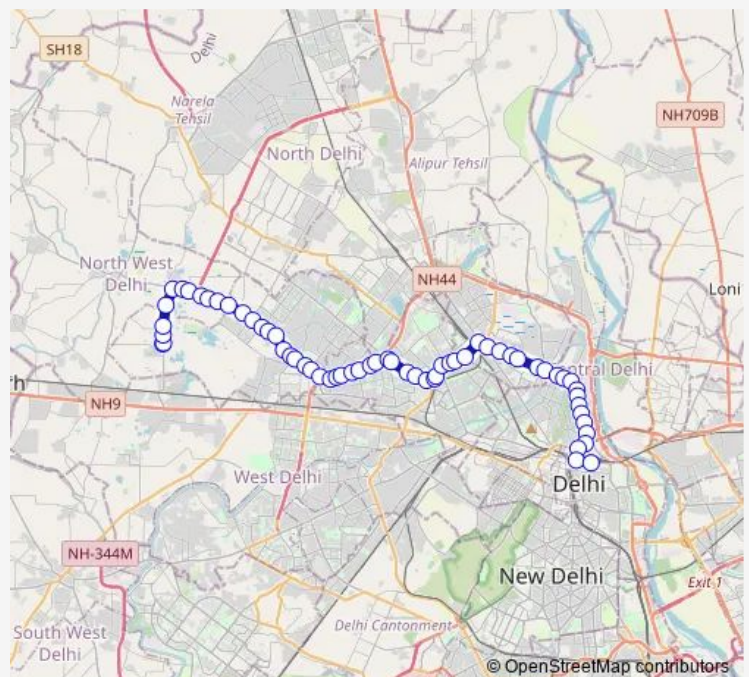 SH18
Delhi
Narela
Tehsil
NH709B
North Delhi
Alipur Tehsil
North West
Delhi
NH44
Loni
Central Delhi
NH9
West Delhi
Delhi
NH-344M
New Delhi
Exit 1
South West
Delhi
Delhi Cantonment
© OpenStreetMap contributors